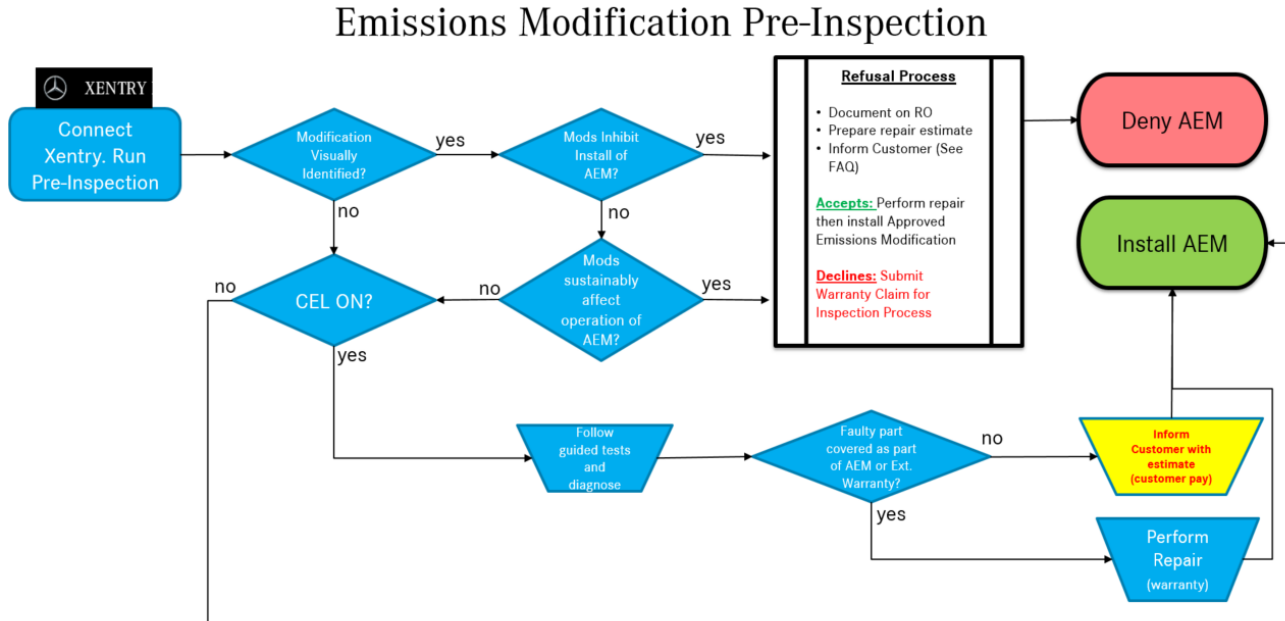 Emissions Modification Pre-Inspection
XENTRY
Connect
Xentry. Run
Pre-Inspection
Modification
Visually
Identified?
yes
no
Mods Inhibit
Install of
AEM?
yes
no
Mods
sustainably
affect
operation of
AEM?
no
yes
CEL ON?
no
yes
Refusal Process
• Document on RO
• Prepare repair estimate
• Inform Customer (See
FAQ)
Accepts: Perform repair
then install Approved
Emissions Modification
Declines: Submit
Warranty Claim for
Inspection Process
Deny AEM
Install AEM
Follow
guided tests
and
diagnose
Faulty part
covered as part
of AEM or Ext.
Warranty?
no
yes
Inform
Customer with
estimate
(customer pay)
Perform
Repair
(warranty)